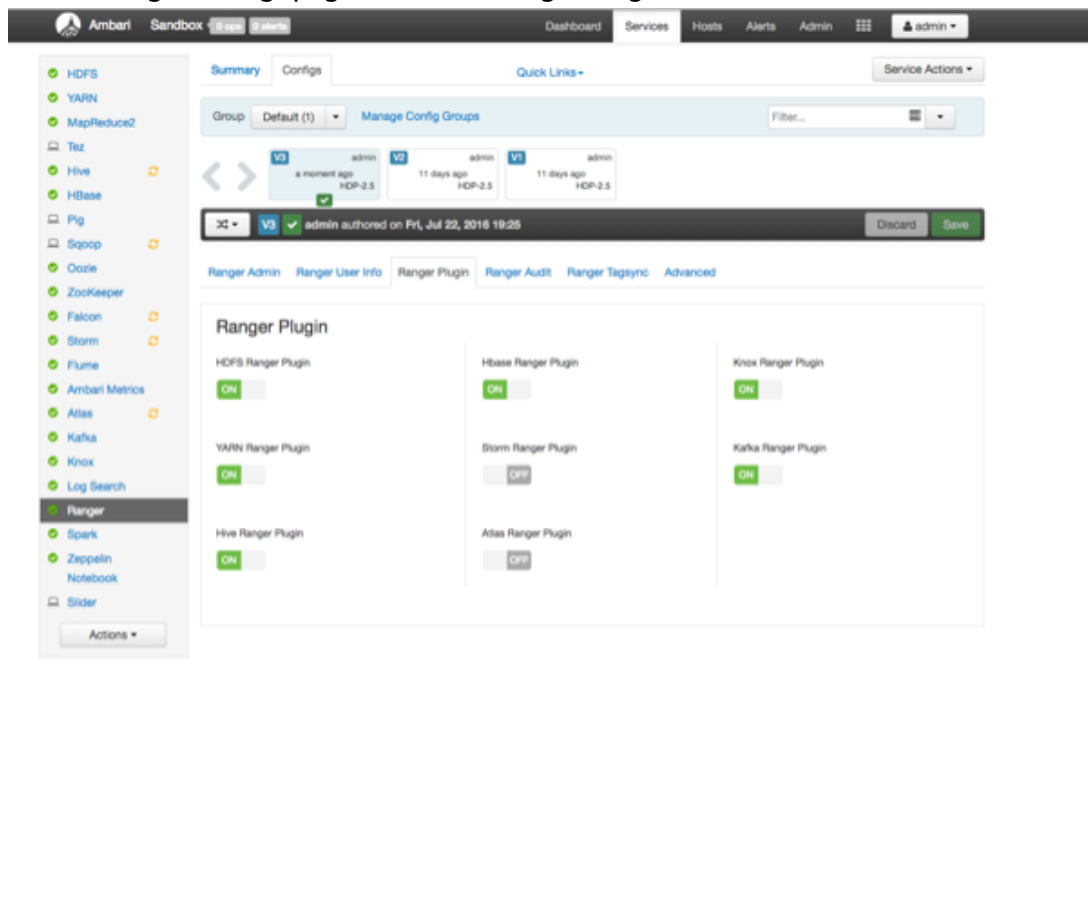 Ambari Sandbox 0 ops 0 alerts Dashboard Services Hosts Alerts Admin admin
HDFS
YARN
MapReduce2
Tez
Hive
HBase
Pig
Sqoop
Oozie
ZooKeeper
Falcon
Storm
Flume
Ambari Metrics
Atlas
Kafka
Knox
Log Search
Ranger
Spark
Zeppelin
Notebook
Slider
Actions
Summary Configs Quick Links Service Actions
Group Default (1) Manage Config Groups Filter...
V3 admin
a moment ago
HDP-2.5
V2 admin
11 days ago
HDP-2.5
V1 admin
11 days ago
HDP-2.5
V3 admin authored on Fri, Jul 22, 2016 19:25 Discard Save
Ranger Admin Ranger User Info Ranger Plugin Ranger Audit Ranger Tagsync Advanced
Ranger Plugin
HDFS Ranger Plugin Hbase Ranger Plugin Knox Ranger Plugin
ON ON ON
YARN Ranger Plugin Storm Ranger Plugin Kafka Ranger Plugin
ON OFF ON
Hive Ranger Plugin Atlas Ranger Plugin
ON OFF